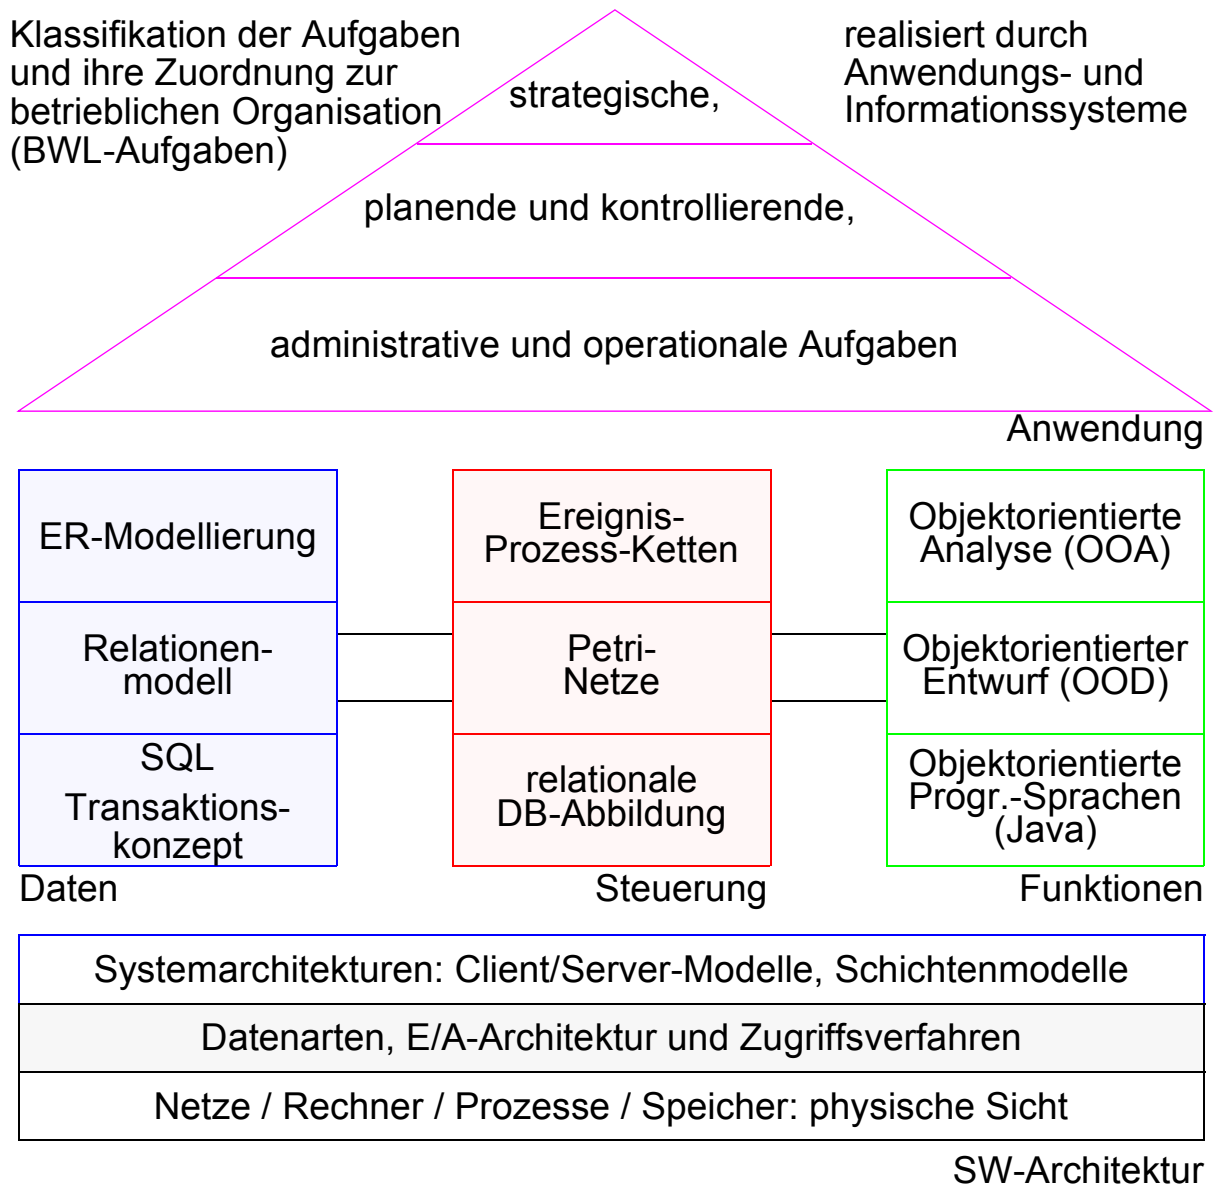 Klassifikation der Aufgaben
und ihre Zuordnung zur
betrieblichen Organisation
(BWL-Aufgaben)
realisiert durch
Anwendungs- und
Informationssysteme
strategische,
planende und kontrollierende,
administrative und operationale Aufgaben
Anwendung
ER-Modellierung
Relationen-
modell
SQL
Transaktions-
konzept
Daten
Ereignis-
Prozess-Ketten
Petri-
Netze
relationale
DB-Abbildung
Steuerung
Objektorientierte
Analyse (OOA)
Objektorientierter
Entwurf (OOD)
Objektorientierte
Progr.-Sprachen
(Java)
Funktionen
Systemarchitekturen: Client/Server-Modelle, Schichtenmodelle
Datenarten, E/A-Architektur und Zugriffsverfahren
Netze / Rechner / Prozesse / Speicher: physische Sicht
SW-Architektur